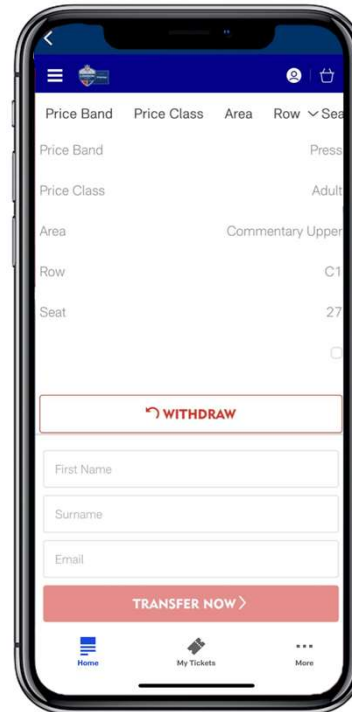 Price Band Price Class Area Row Sea
Price Band Press
Price Class Adult
Area Commentary Upper
Row C1
Seat 27
WITHDRAW
First Name
Surname
Email
TRANSFER NOW
Home My Tickets More